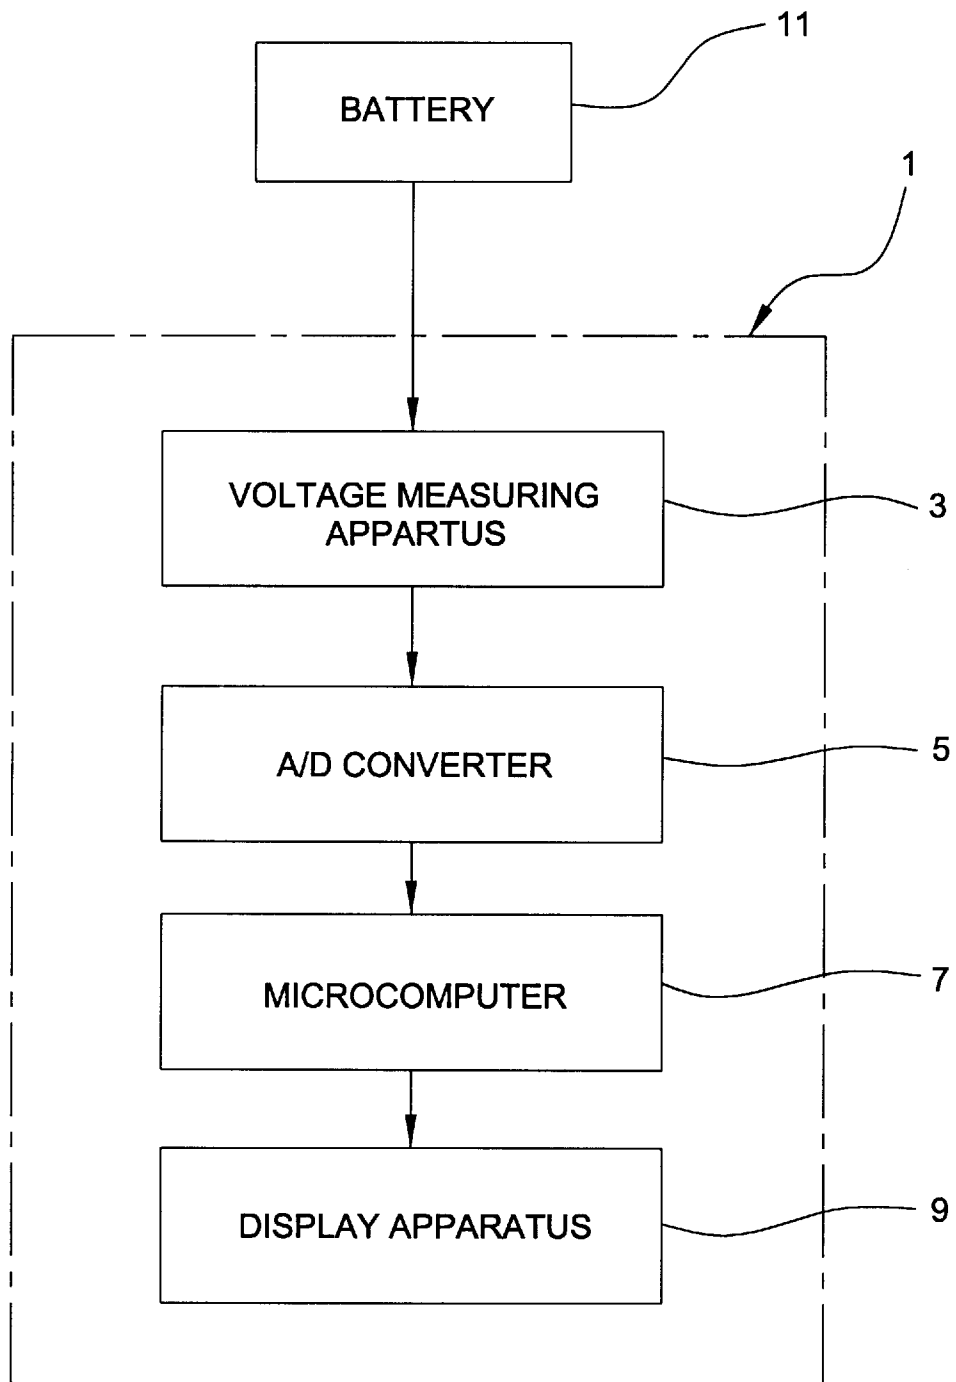 11
BATTERY
1
VOLTAGE MEASURING
APPARTUS
3
A/D CONVERTER
5
MICROCOMPUTER
7
DISPLAY APPARATUS
9